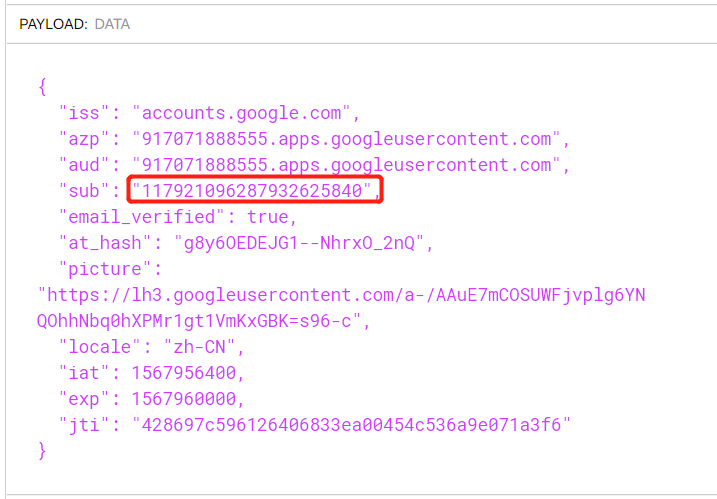 PAYLOAD: DATA
{
"iss": "accounts.google.com",
"azp": "917071888555.apps.googleusercontent.com",
"aud": "917071888555.apps.googleusercontent.com",
"sub": "117921096287932625840",
"email_verified": true,
"at_hash": "g8y6OEDEJG1--NhrxO_2nQ",
"picture":
"https://lh3.googleusercontent.com/a-/AAuE7mCOSUWFjvplg6YN
QOhhNbq0hXPMr1gt1VmKxGBK=s96-c",
"locale": "zh-CN",
"iat": 1567956400,
"exp": 1567960000,
"jti": "428697c596126406833ea00454c536a9e071a3f6"
}